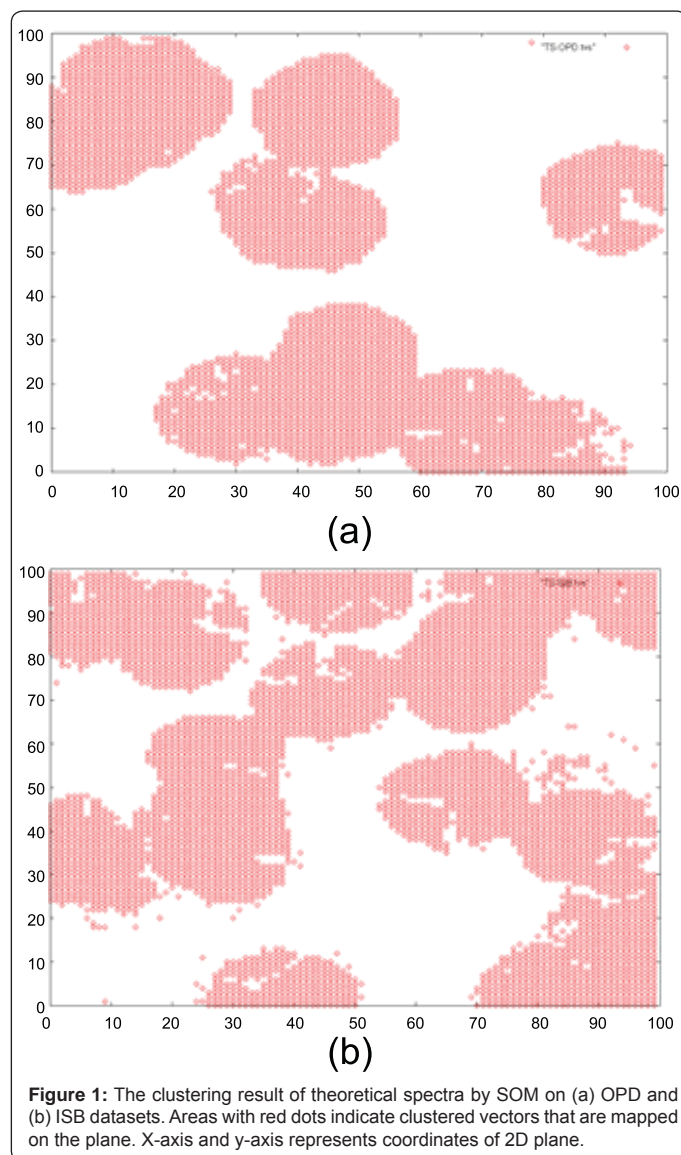 100
90
80
70
60
50
40
30
20
10
0
0 10 20 30 40 50 60 70 80 90 100
"TS-OPD.txt"
(a)
100
90
80
70
60
50
40
30
20
10
0
0 10 20 30 40 50 60 70 80 90 100
(b)
Figure 1: The clustering result of theoretical spectra by SOM on (a) OPD and
(b) ISB datasets. Areas with red dots indicate clustered vectors that are mapped
on the plane. X-axis and y-axis represents coordinates of 2D plane.